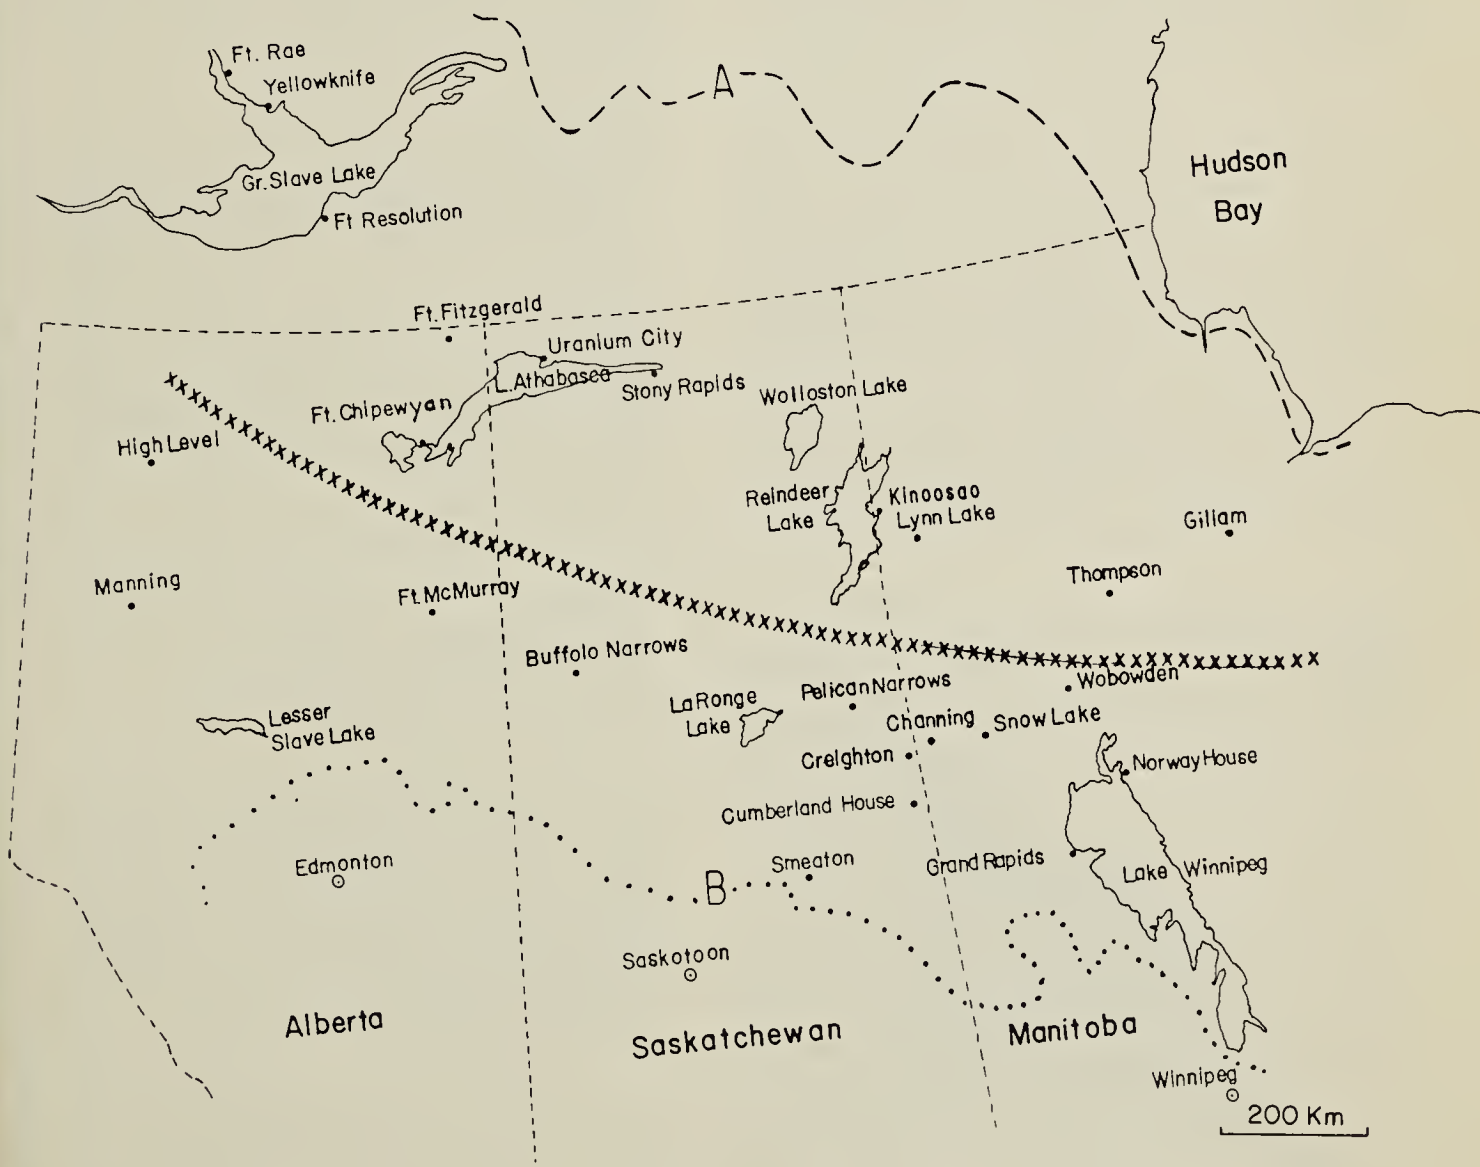 Ft. Rae
Yellowknife
A
Hudson
Bay
Gr. Slave Lake
Ft Resolution
Ft. Fitzgerald
Uranium City
L. Athabasca
Stony Rapids
Wolloston Lake
Ft. Chipewyan
High Level
Reindeer
Lake
Kinoosao
Lynn Lake
Gillam
Thompson
Manning
Ft. McMurray
Buffolo Narrows
Wobowden
LaRonge
Lake
Pelican Narrows
Channing
Snow Lake
Lesser
Slave Lake
Creighton
Norway House
Cumberland House
Edmonton
B
Smeaton
Grand Rapids
Lake Winnipeg
Saskotoon
Alberta
Saskatchewan
Manitoba
Winnipeg
200 Km